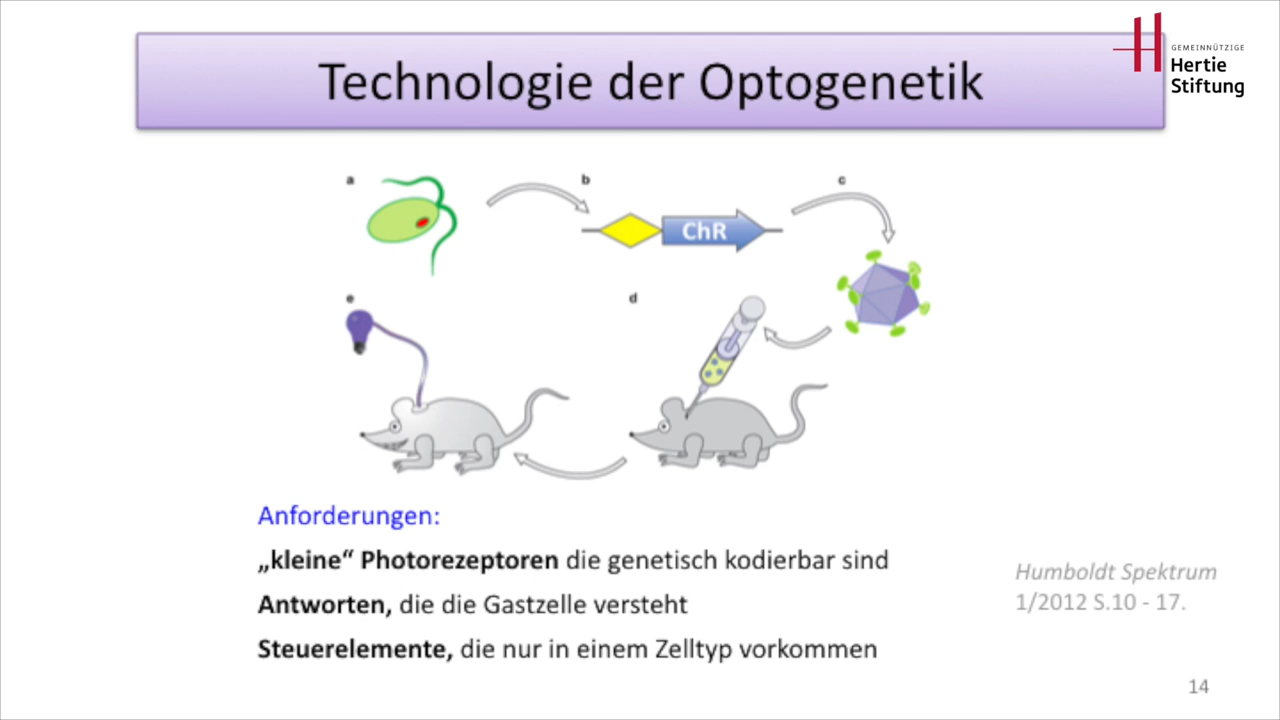 Technologie der Optogenetik
GEMEINNÜTZIGE
Hertie
Stiftung
a
b
c
ChR
e
d
Anforderungen:
„kleine“ Photorezeptoren die genetisch kodierbar sind
Antworten, die die Gastzelle versteht
Steuerelemente, die nur in einem Zelltyp vorkommen
Humboldt Spektrum
1/2012 S.10 - 17.
14